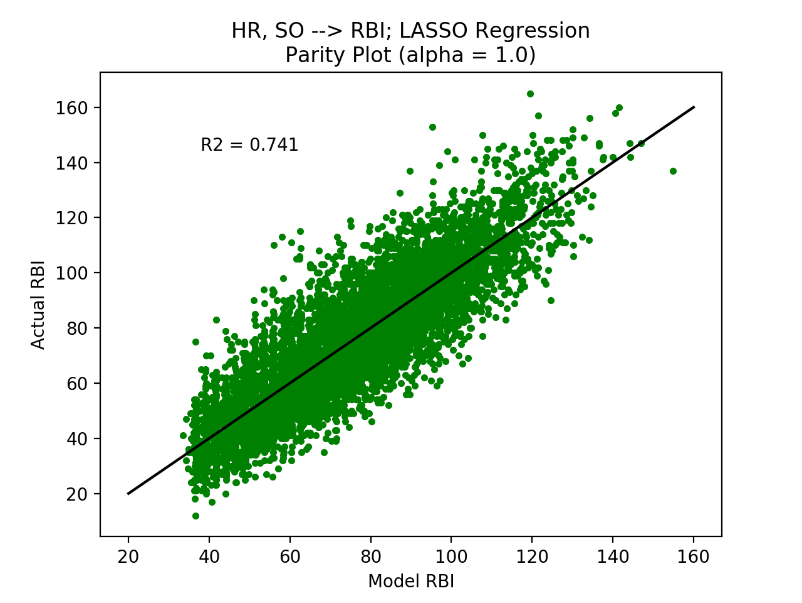 HR, SO --> RBI; LASSO Regression
Parity Plot (alpha = 1.0)
R2 = 0.741
160
140
120
100
80
60
40
20
Actual RBI
20 40 60 80 100 120 140 160
Model RBI